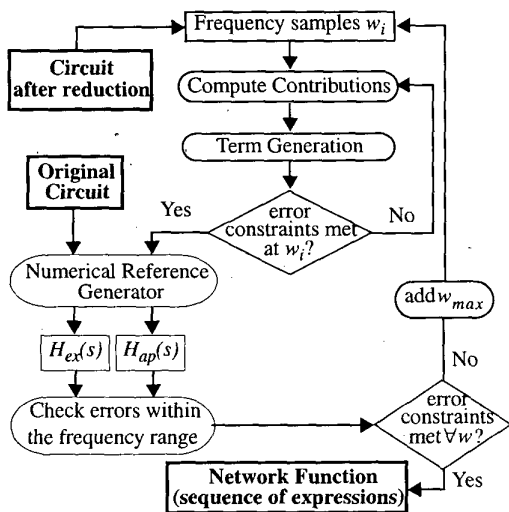 Frequency samples w_i
Circuit
after reduction
Compute Contributions
Term Generation
Original
Circuit
Yes
error
constraints met
at w_i?
No
Numerical Reference
Generator
add w_max
H_ex(s)
H_ap(s)
No
Check errors within
the frequency range
error
constraints
met ∀w?
Network Function
(sequence of expressions)
Yes